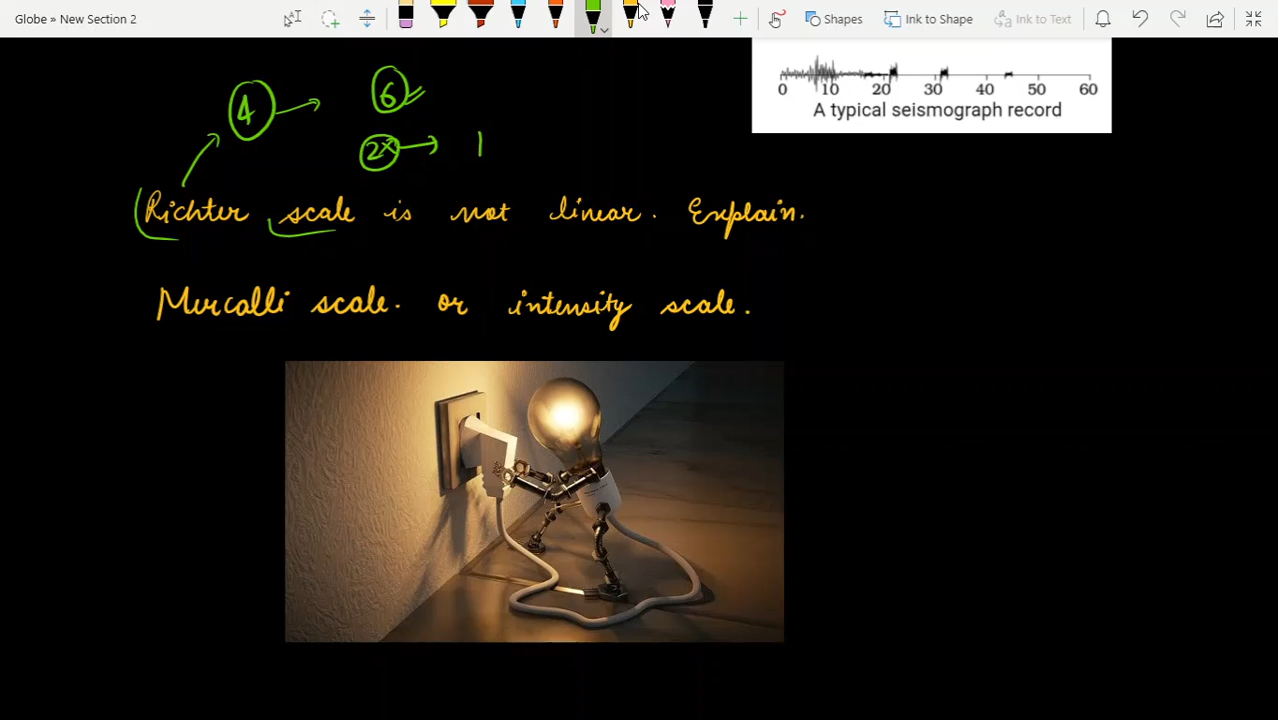 Globe » New Section 2
Shapes
Ink to Shape
Ink to Text
0 10 20 30 40 50 60
A typical seismograph record
4 6
2x 1
Richter scale is not linear. Explain.
Mercalli scale. or intensity scale.